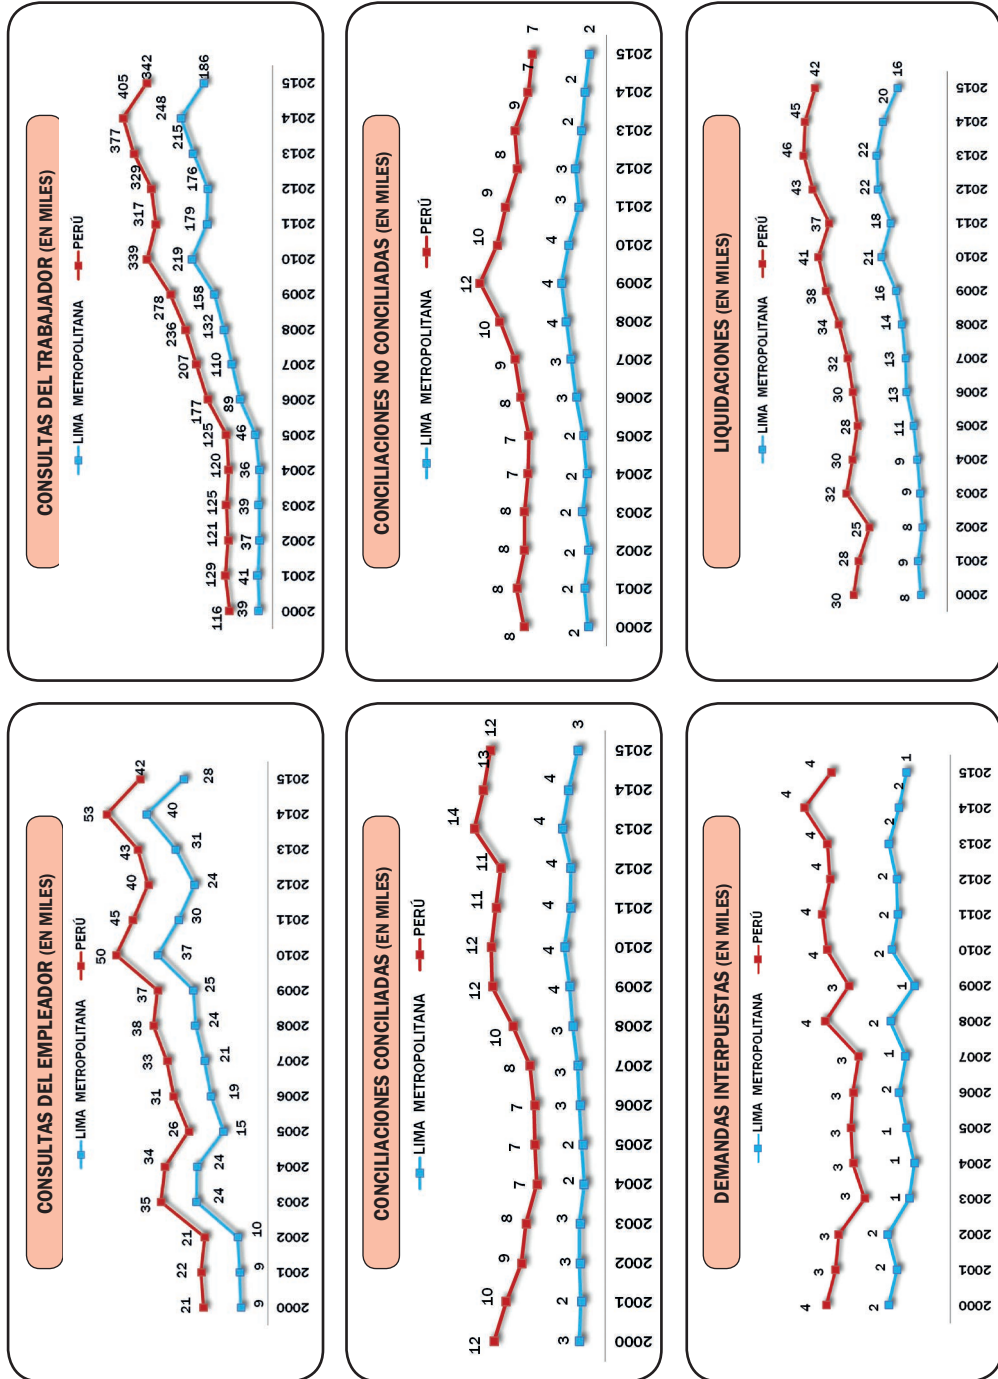 CONSULTAS DEL EMPLEADOR (EN MILES)
LIMA METROPOLITANA PERÚ
21 22 21 35 34 26 31 33 38 37 50 45 40 43 53 42
9 9 10 24 24 15 19 21 24 25 37 30 24 31 40 28
2000 2001 2002 2003 2004 2005 2006 2007 2008 2009 2010 2011 2012 2013 2014 2015
CONSULTAS DEL TRABAJADOR (EN MILES)
LIMA METROPOLITANA PERÚ
116 129 121 125 120 125 177 207 236 278 339 317 329 377 405 342
39 41 37 39 36 46 89 110 132 158 219 179 176 215 248 186
2000 2001 2002 2003 2004 2005 2006 2007 2008 2009 2010 2011 2012 2013 2014 2015
CONCILIACIONES CONCILIADAS (EN MILES)
LIMA METROPOLITANA PERÚ
12 10 9 8 7 7 7 8 10 12 12 11 11 14 13 12
3 2 3 3 2 2 3 3 3 4 4 4 4 4 4 3
2000 2001 2002 2003 2004 2005 2006 2007 2008 2009 2010 2011 2012 2013 2014 2015
CONCILIACIONES NO CONCILIADAS (EN MILES)
LIMA METROPOLITANA PERÚ
8 8 8 8 7 7 8 9 10 12 10 9 8 9 7 7
2 2 2 2 2 2 3 3 4 4 4 3 3 2 2 2
2000 2001 2002 2003 2004 2005 2006 2007 2008 2009 2010 2011 2012 2013 2014 2015
DEMANDAS INTERPUESTAS (EN MILES)
LIMA METROPOLITANA PERÚ
4 3 3 3 3 3 3 3 4 3 4 4 4 4 4 4
2 2 2 1 1 1 2 1 2 1 2 2 2 2 2 1
2000 2001 2002 2003 2004 2005 2006 2007 2008 2009 2010 2011 2012 2013 2014 2015
LIQUIDACIONES (EN MILES)
LIMA METROPOLITANA PERÚ
30 28 25 32 30 28 30 32 34 38 41 37 43 46 45 42
8 9 8 9 9 11 13 13 14 16 21 18 22 22 20 16
2000 2001 2002 2003 2004 2005 2006 2007 2008 2009 2010 2011 2012 2013 2014 2015